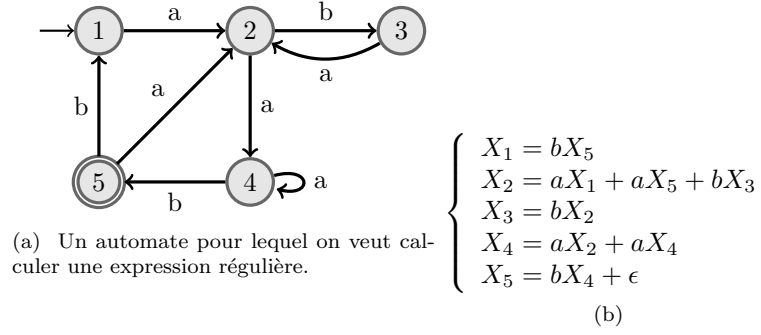 1
a
2
b
3
a
b
a
a
5
b
4
a
(a) Un automate pour lequel on veut cal-
culer une expression régulière.
X₁ = bX₅
X₂ = aX₁ + aX₅ + bX₃
X₃ = bX₂
X₄ = aX₂ + aX₄
X₅ = bX₄ + ϵ
(b)